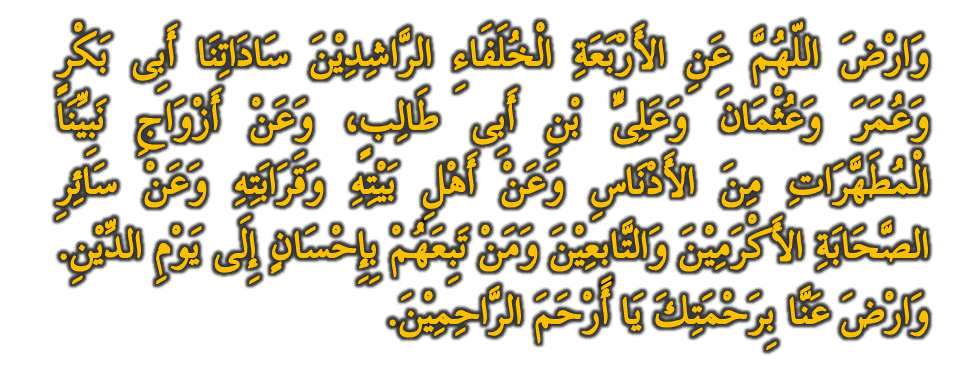 وَارْضَ اللّهُمَّ عَنِ الأَرْبَعَةِ الْخُلَفَاءِ الرَّاشِدِيْنَ سَادَاتِنَا أَبِى بَكْرٍ
وَعُمَرَ وَعُثْمَانَ وَعَلِىٍّ بْنِ أَبِى طَالِبٍ، وَعَنْ أَزْوَاجِ نَبِيِّنَا
الْمُطَهَّرَاتِ مِنَ الأَدْنَاسِ وَعَنْ أَهْلِ بَيْتِهِ وَقَرَابَتِهِ وَعَنْ سَائِرِ
الصَّحَابَةِ الأَكْرَمِيْنَ وَالتَّابِعِيْنَ وَمَنْ تَبِعَهُمْ بِإِحْسَانٍ إِلَى يَوْمِ الدِّيْنِ.
وَارْضَ عَنَّا بِرَحْمَتِكَ يَا أَرْحَمَ الرَّاحِمِيْنَ.